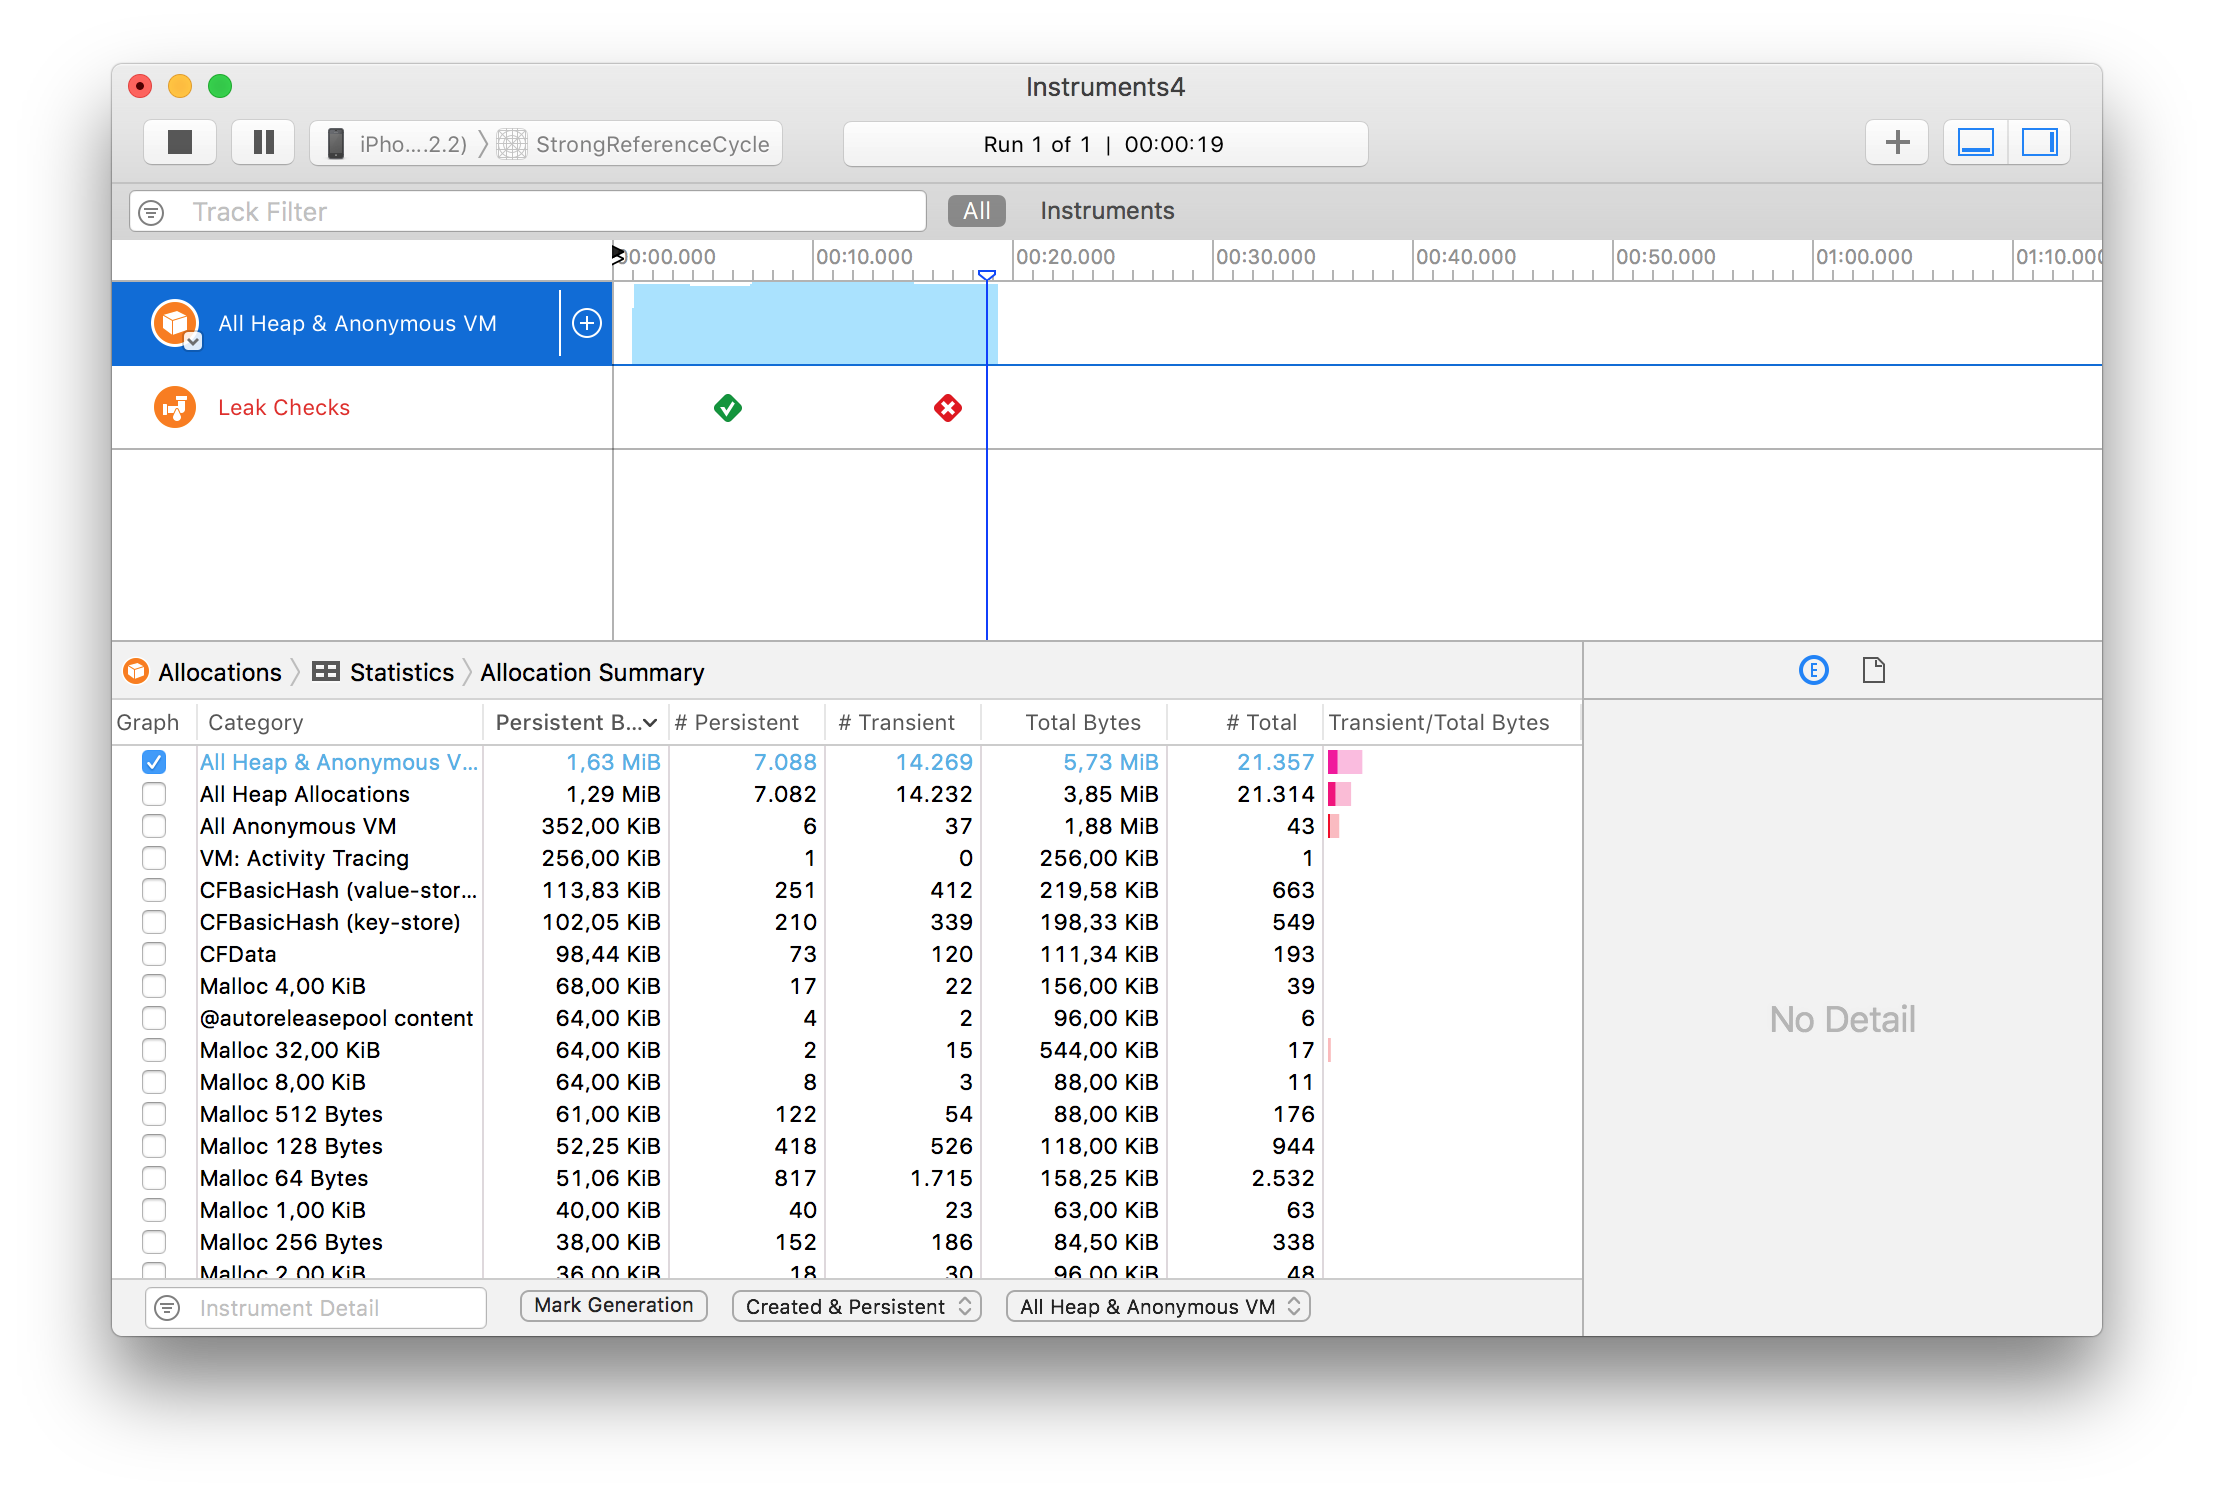 Instruments4
iPho....2.2) StrongReferenceCycle Run 1 of 1 | 00:00:19
Track Filter All Instruments
00:00.000 00:10.000 00:20.000 00:30.000 00:40.000 00:50.000 01:00.000 01:10.000
All Heap & Anonymous VM
Leak Checks
Allocations Statistics Allocation Summary
Graph Category Persistent B... # Persistent # Transient Total Bytes # Total Transient/Total Bytes
All Heap & Anonymous V... 1,63 MiB 7.088 14.269 5,73 MiB 21.357
All Heap Allocations 1,29 MiB 7.082 14.232 3,85 MiB 21.314
All Anonymous VM 352,00 KiB 6 37 1,88 MiB 43
VM: Activity Tracing 256,00 KiB 1 0 256,00 KiB 1
CFBasicHash (value-stor... 113,83 KiB 251 412 219,58 KiB 663
CFBasicHash (key-store) 102,05 KiB 210 339 198,33 KiB 549
CFData 98,44 KiB 73 120 111,34 KiB 193
Malloc 4,00 KiB 68,00 KiB 17 22 156,00 KiB 39
@autoreleasepool content 64,00 KiB 4 2 96,00 KiB 6
Malloc 32,00 KiB 64,00 KiB 2 15 544,00 KiB 17
Malloc 8,00 KiB 64,00 KiB 8 3 88,00 KiB 11
Malloc 512 Bytes 61,00 KiB 122 54 88,00 KiB 176
Malloc 128 Bytes 52,25 KiB 418 526 118,00 KiB 944
Malloc 64 Bytes 51,06 KiB 817 1.715 158,25 KiB 2.532
Malloc 1,00 KiB 40,00 KiB 40 23 63,00 KiB 63
Malloc 256 Bytes 38,00 KiB 152 186 84,50 KiB 338
Malloc 2,00 KiB 36,00 KiB 18 30 96,00 KiB 48
E
No Detail
Instrument Detail Mark Generation Created & Persistent All Heap & Anonymous VM